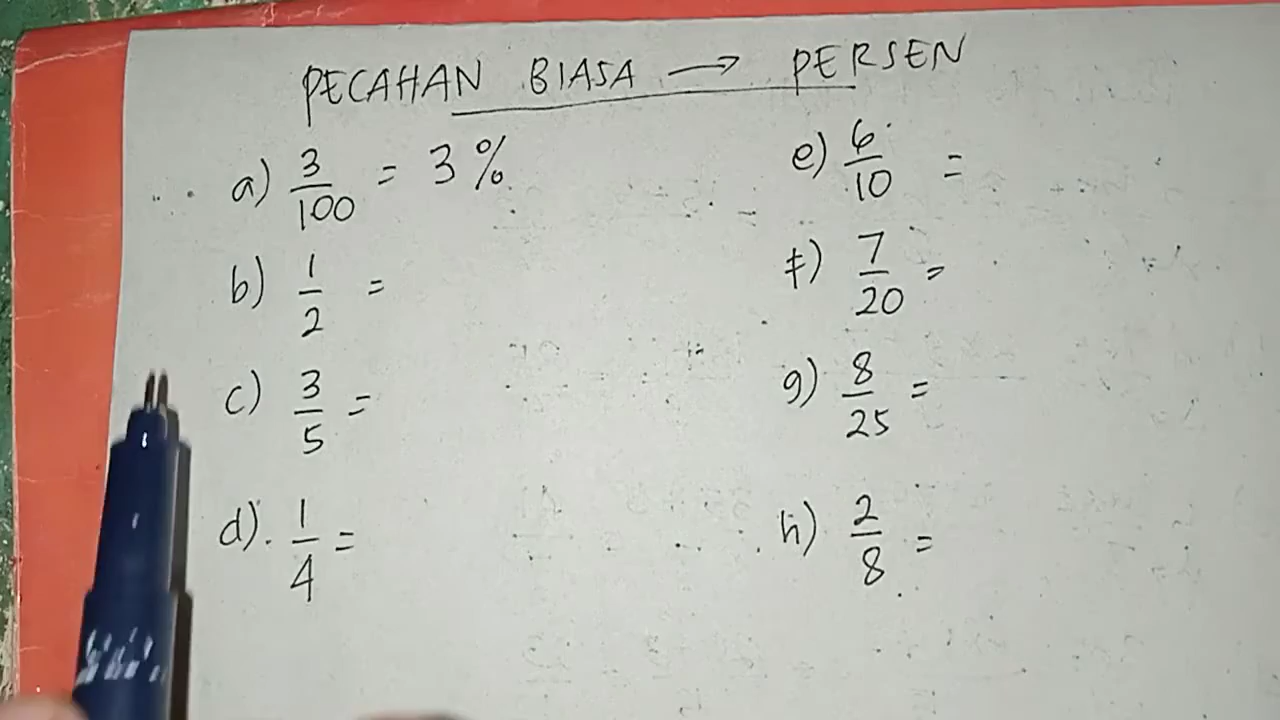 PECAHAN BIASA → PERSEN
a) 3/100 = 3%
b) 1/2 =
c) 3/5 =
d). 1/4 =
e) 6/10 =
f) 7/20 =
g) 8/25 =
h) 2/8 =